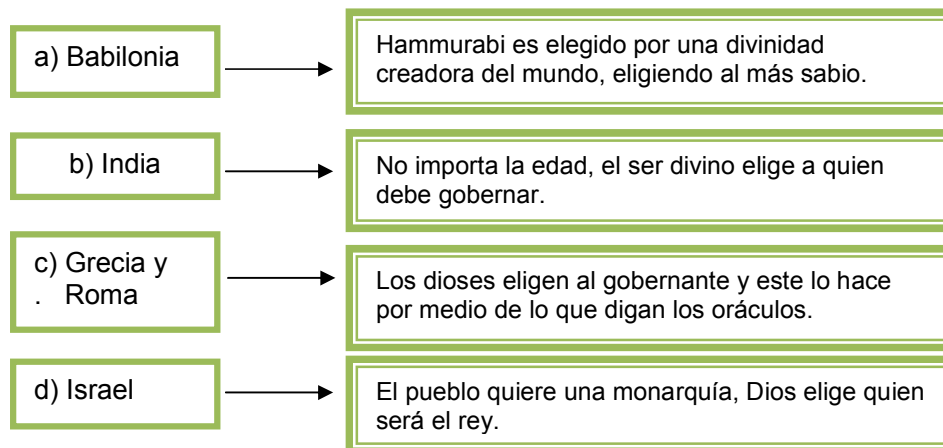 a) Babilonia
Hammurabi es elegido por una divinidad
creadora del mundo, eligiendo al más sabio.
b) India
No importa la edad, el ser divino elige a quien
debe gobernar.
c) Grecia y
. Roma
Los dioses eligen al gobernante y este lo hace
por medio de lo que digan los oráculos.
d) Israel
El pueblo quiere una monarquía, Dios elige quien
será el rey.